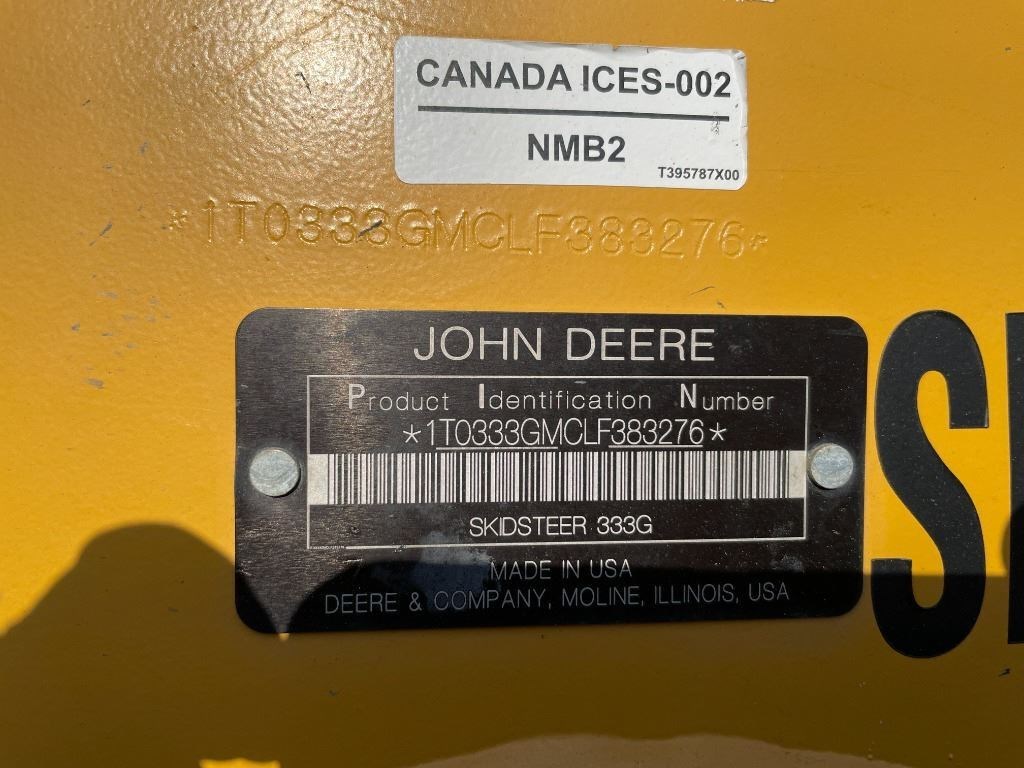 CANADA ICES-002
NMB2
T395787X00
*1T0333GMCLF383276*
JOHN DEERE
Product Identification Number
*1T0333GMCLF383276*
SKIDSTEER 333G
MADE IN USA
DEERE & COMPANY, MOLINE, ILLINOIS, USA
S